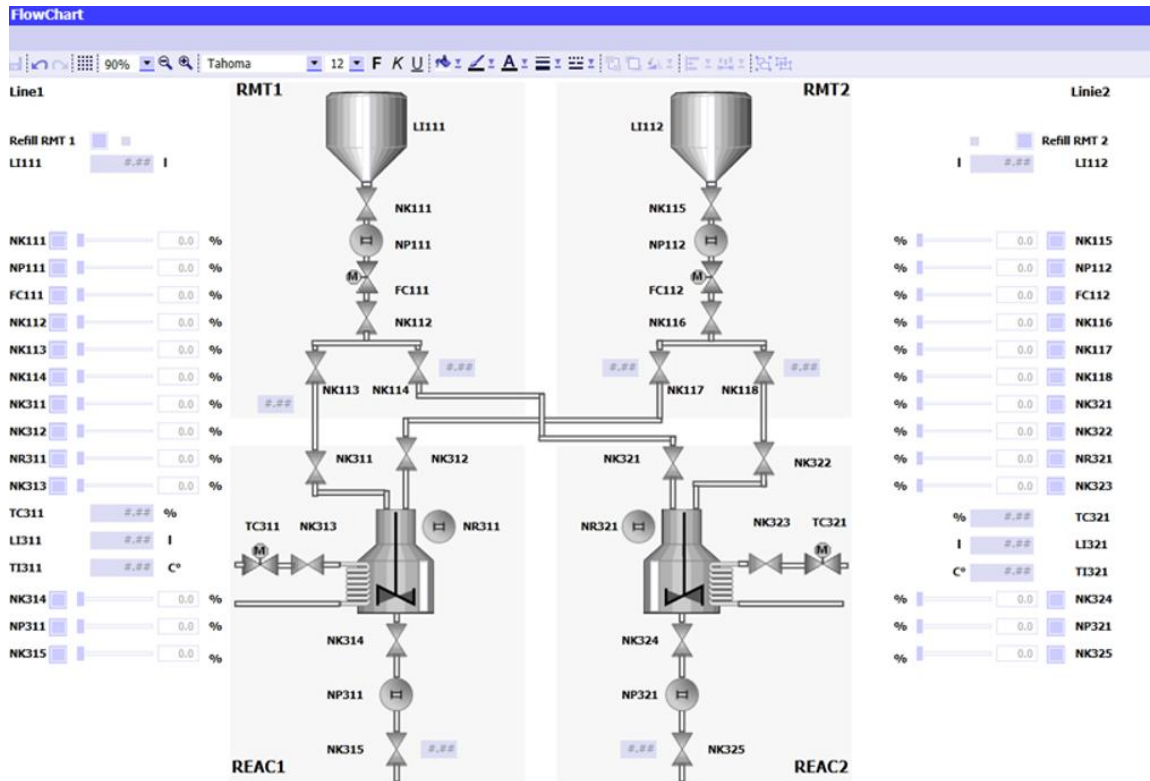 FlowChart
90% Tahoma 12 F K U A
Line1 RMT1 RMT2 Linie2
LI111 LI112
Refill RMT 1 Refill RMT 2
LI111 #.## l l #.## LI112
NK111 NK115
NK111 0.0 % NP111 NP112 % 0.0 NK115
NP111 0.0 % M M % 0.0 NP112
FC111 0.0 % FC111 FC112 % 0.0 FC112
NK112 0.0 % NK112 NK116 % 0.0 NK116
NK113 0.0 % % 0.0 NK117
#.## #.## #.##
NK114 0.0 % NK113 NK114 NK117 NK118 % 0.0 NK118
NK311 0.0 % #.## % 0.0 NK321
NK312 0.0 % % 0.0 NK322
NR311 0.0 % NK311 NK312 NK321 NK322 % 0.0 NR321
NK313 0.0 % % 0.0 NK323
TC311 #.## % % #.## TC321
TC311 NK313 NR311 NR321 NK323 TC321
LI311 #.## l l #.## LI321
M M
TI311 #.## C° C° #.## TI321
NK314 0.0 % % 0.0 NK324
NP311 0.0 % % 0.0 NP321
NK314 NK324
NK315 0.0 % % 0.0 NK325
NP311 NP321
NK315 #.## #.## NK325
REAC1 REAC2